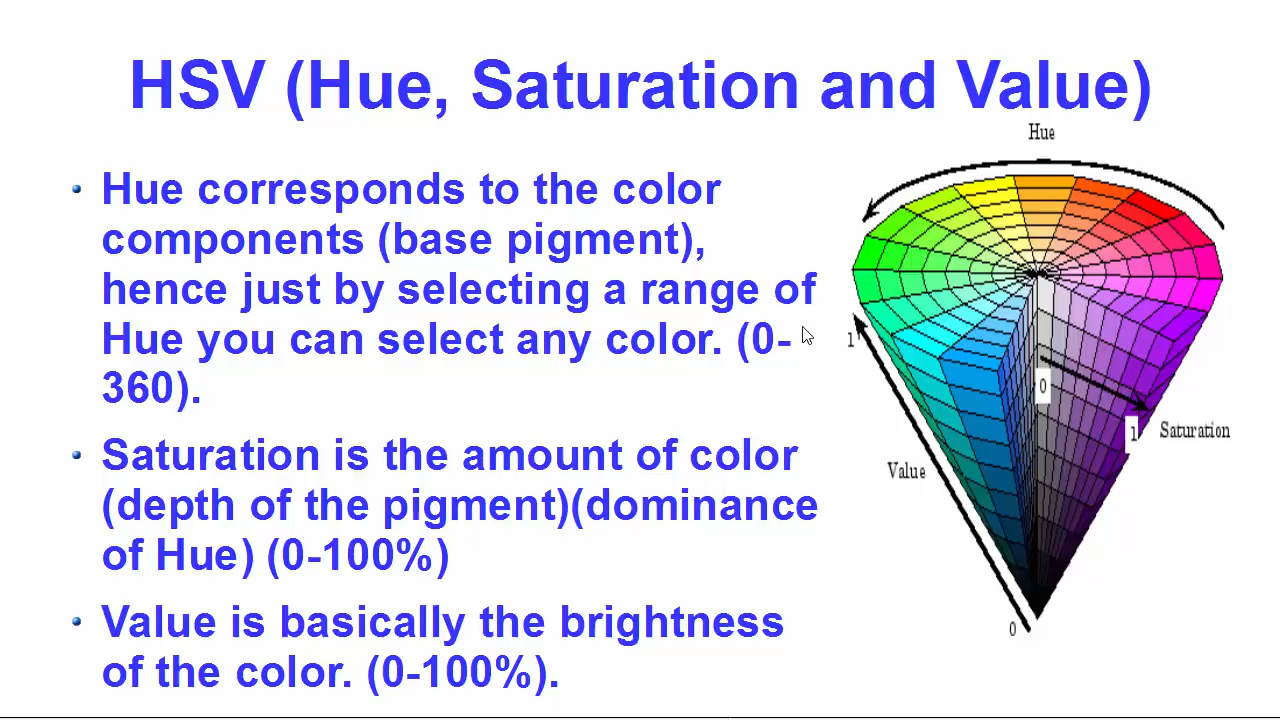 HSV (Hue, Saturation and Value)
Hue corresponds to the color
components (base pigment),
hence just by selecting a range of
Hue you can select any color. (0-
360).
Saturation is the amount of color
(depth of the pigment)(dominance
of Hue) (0-100%)
Value is basically the brightness
of the color. (0-100%).
Hue
1
0
1
Saturation
Value
0